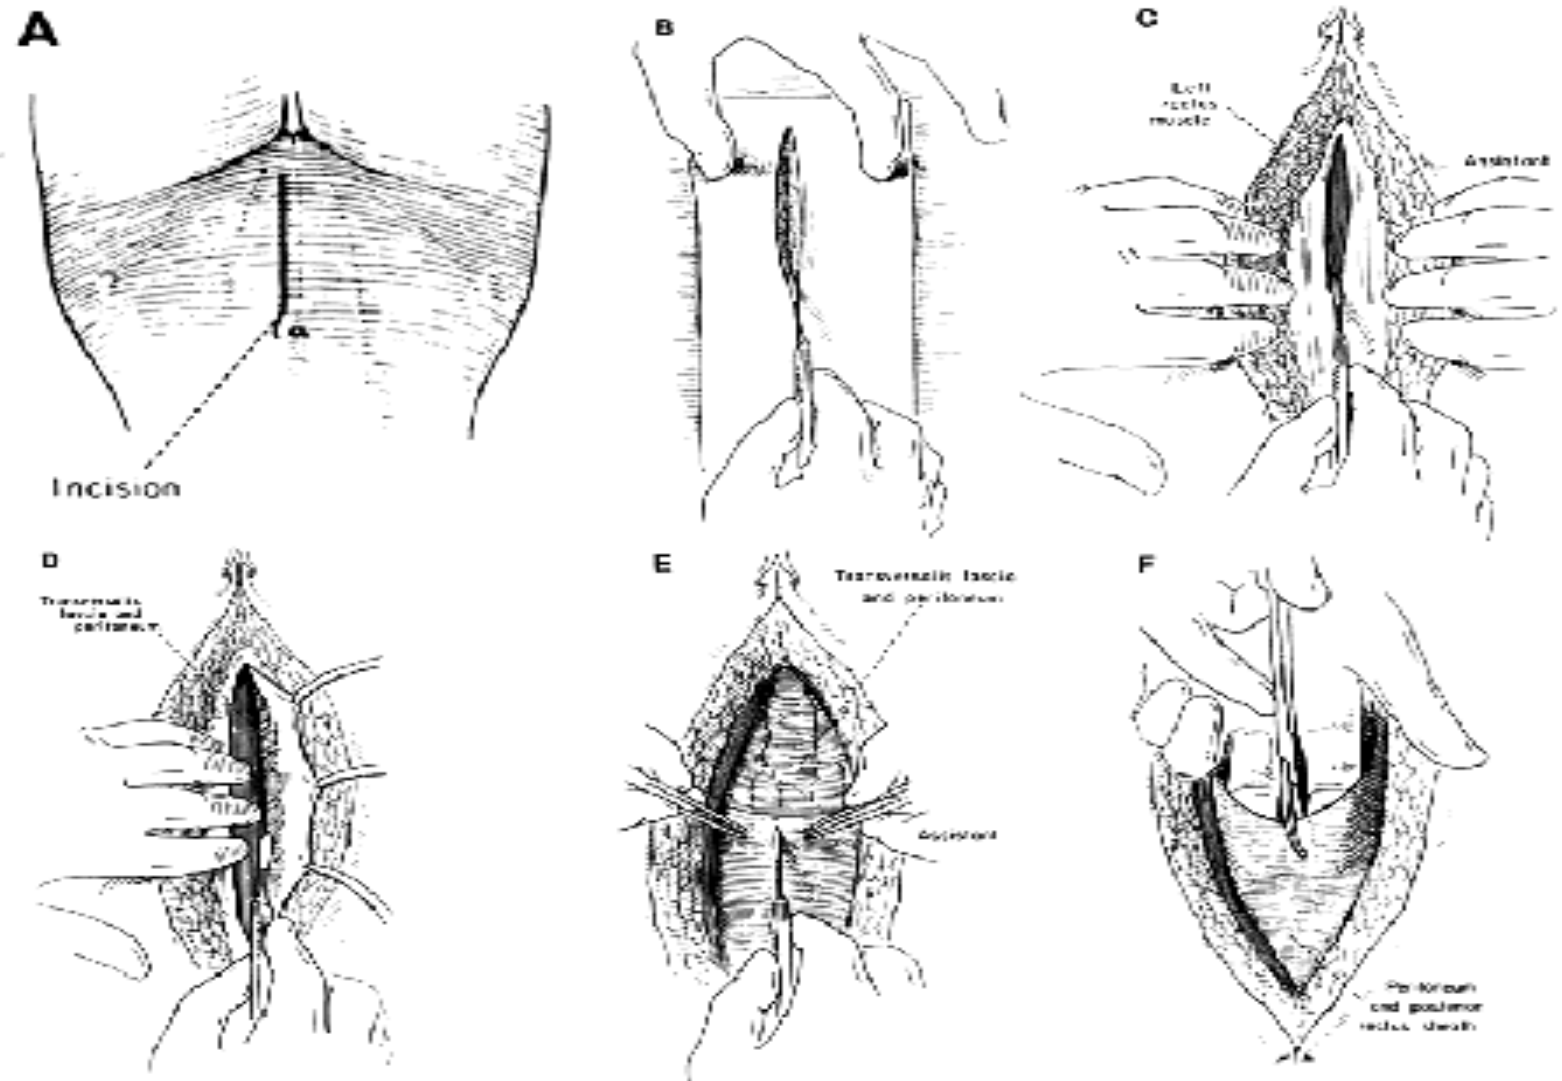 A
Incision
B
C
Left
rectus
muscle
Assistant
D
Transversalis
fascia and
peritoneum
E
Transversalis fascia
and peritoneum
Assistant
F
Peritoneum
and posterior
rectus sheath